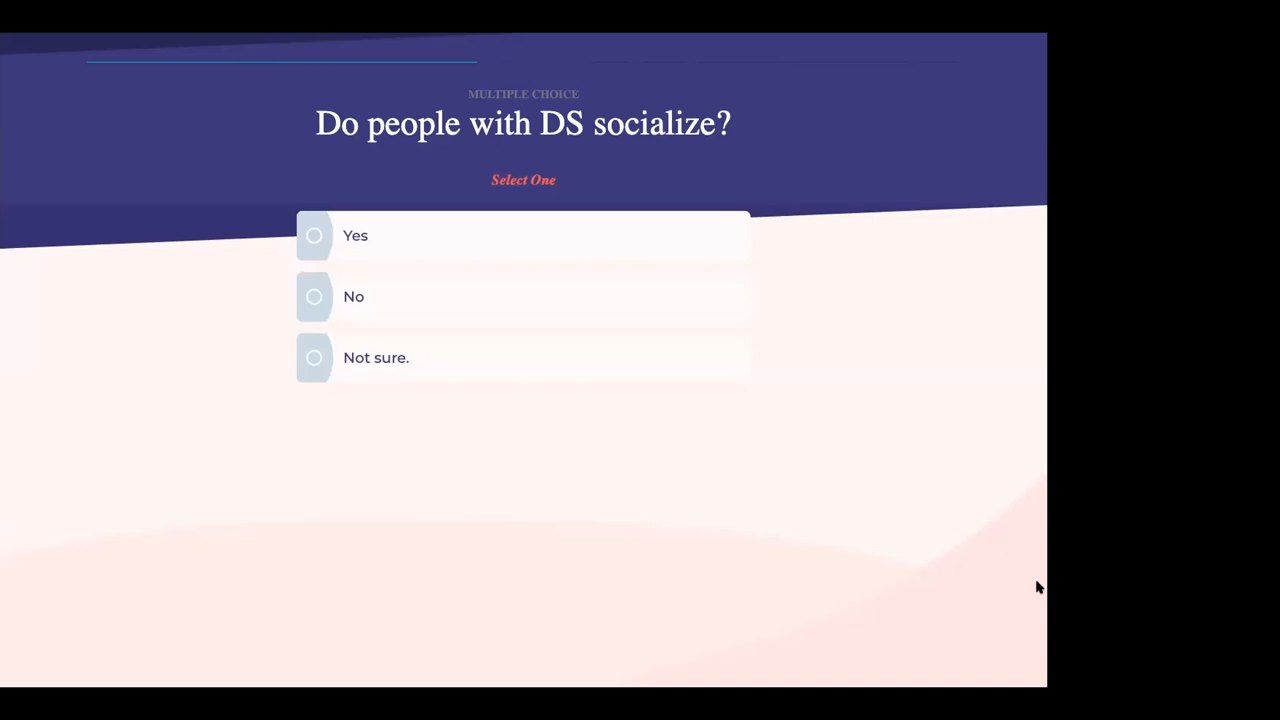 MULTIPLE CHOICE
Do people with DS socialize?
Select One
Yes
No
Not sure.